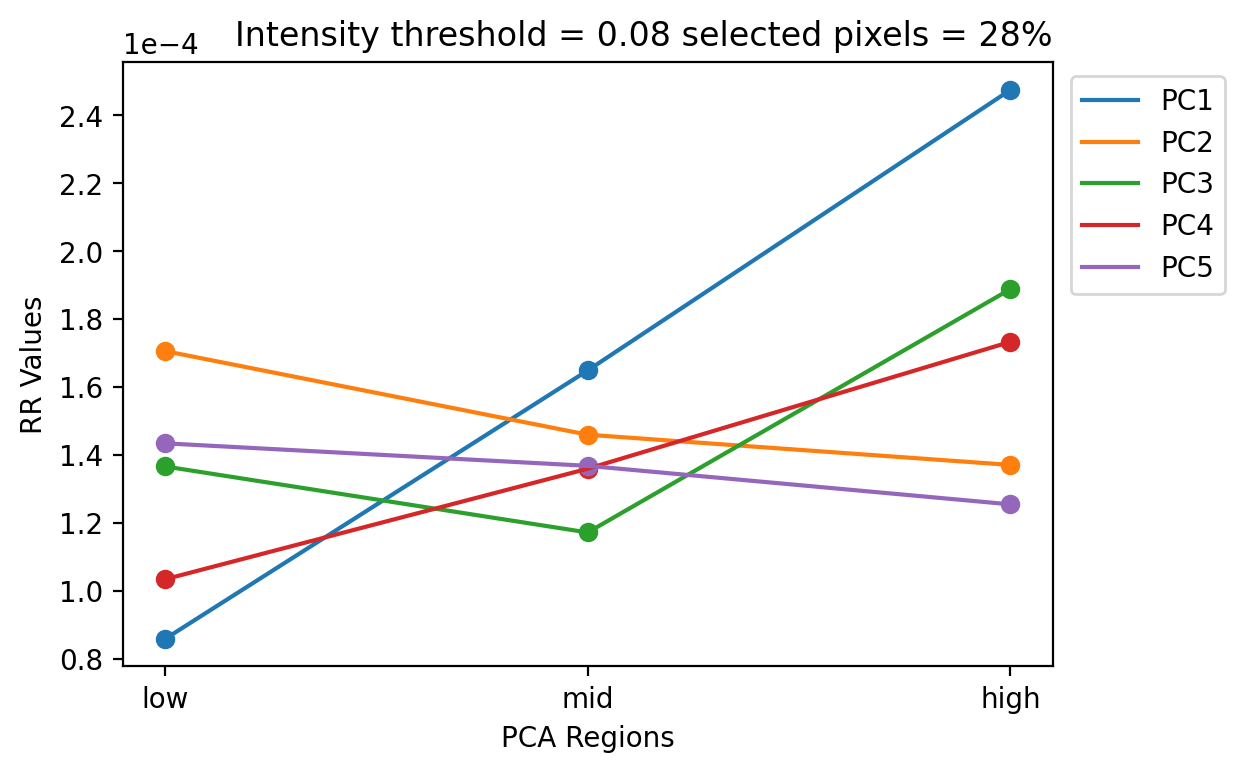 Intensity threshold = 0.08 selected pixels = 28%
1e−4
2.4
2.2
2.0
1.8
1.6
1.4
1.2
1.0
0.8
RR Values
low
mid
high
PCA Regions
PC1
PC2
PC3
PC4
PC5